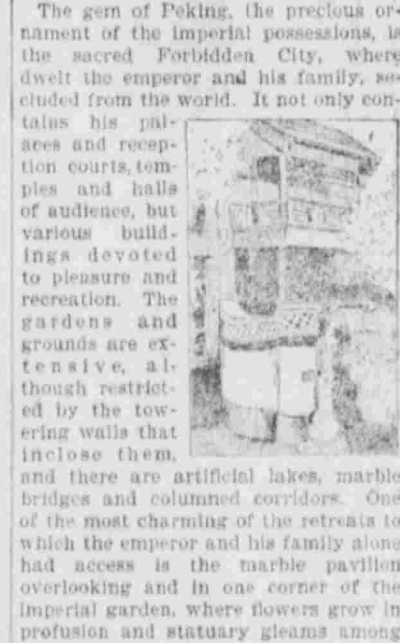 The gem of Peking, the precious or-
nament of the imperial possessions, is
the sacred Forbidden City, where
dwelt the emperor and his family, se-
cluded from the world. It not only con-
tains his pal-
aces and recep-
tion courts, tem-
ples and halls
of audience, but
various build-
ings devoted
to pleasure and
recreation. The
gardens and
grounds are ex-
tensive, al-
though restrict-
ed by the tow-
ering walls that
inclose them,
and there are artificial lakes, marble
bridges and columned corridors. One
of the most charming of the retreats to
which the emperor and his family alone
had access is the marble pavilion
overlooking and in one corner of the
imperial garden, where flowers grow in
profusion and statuary gleams among